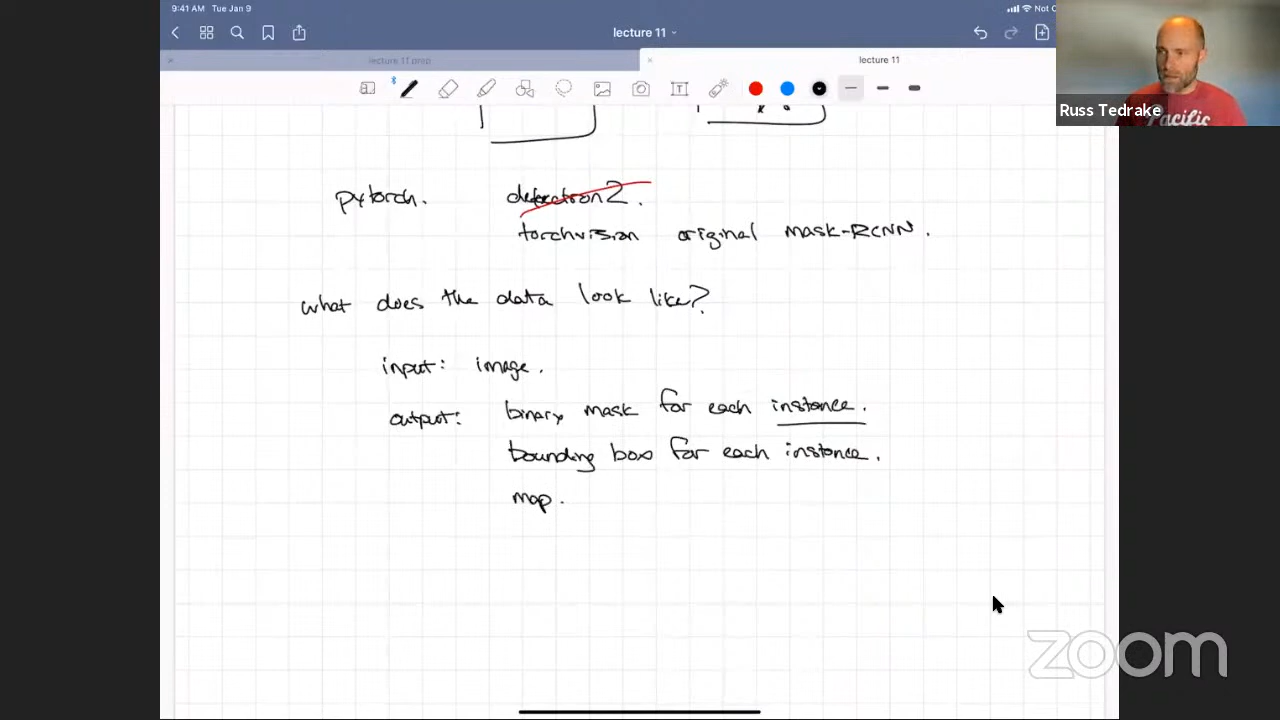 9:41 AM Tue Jan 9
lecture 11
Russ Tedrake
Pacific
lecture 11 prep
lecture 11
pytorch. detectron2.
torchvision original mask-RCNN.
what does the data look like?
input: image.
output: binary mask for each instance.
bounding box for each instance.
map.
zoom